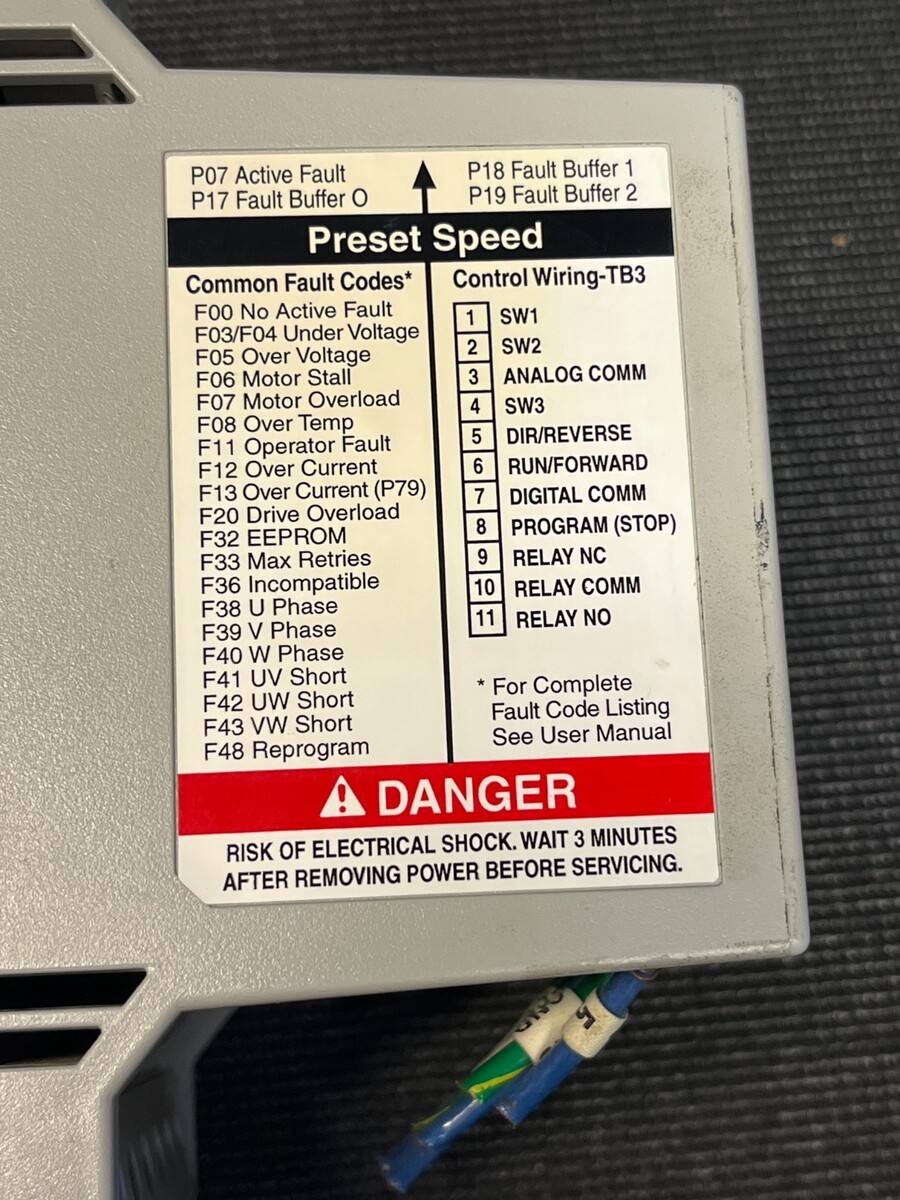 P07 Active Fault
P17 Fault Buffer O
P18 Fault Buffer 1
P19 Fault Buffer 2
Preset Speed
Common Fault Codes*
F00 No Active Fault
F03/F04 Under Voltage
F05 Over Voltage
F06 Motor Stall
F07 Motor Overload
F08 Over Temp
F11 Operator Fault
F12 Over Current
F13 Over Current (P79)
F20 Drive Overload
F32 EEPROM
F33 Max Retries
F36 Incompatible
F38 U Phase
F39 V Phase
F40 W Phase
F41 UV Short
F42 UW Short
F43 VW Short
F48 Reprogram
Control Wiring-TB3
1 SW1
2 SW2
3 ANALOG COMM
4 SW3
5 DIR/REVERSE
6 RUN/FORWARD
7 DIGITAL COMM
8 PROGRAM (STOP)
9 RELAY NC
10 RELAY COMM
11 RELAY NO
* For Complete
Fault Code Listing
See User Manual
DANGER
RISK OF ELECTRICAL SHOCK. WAIT 3 MINUTES
AFTER REMOVING POWER BEFORE SERVICING.